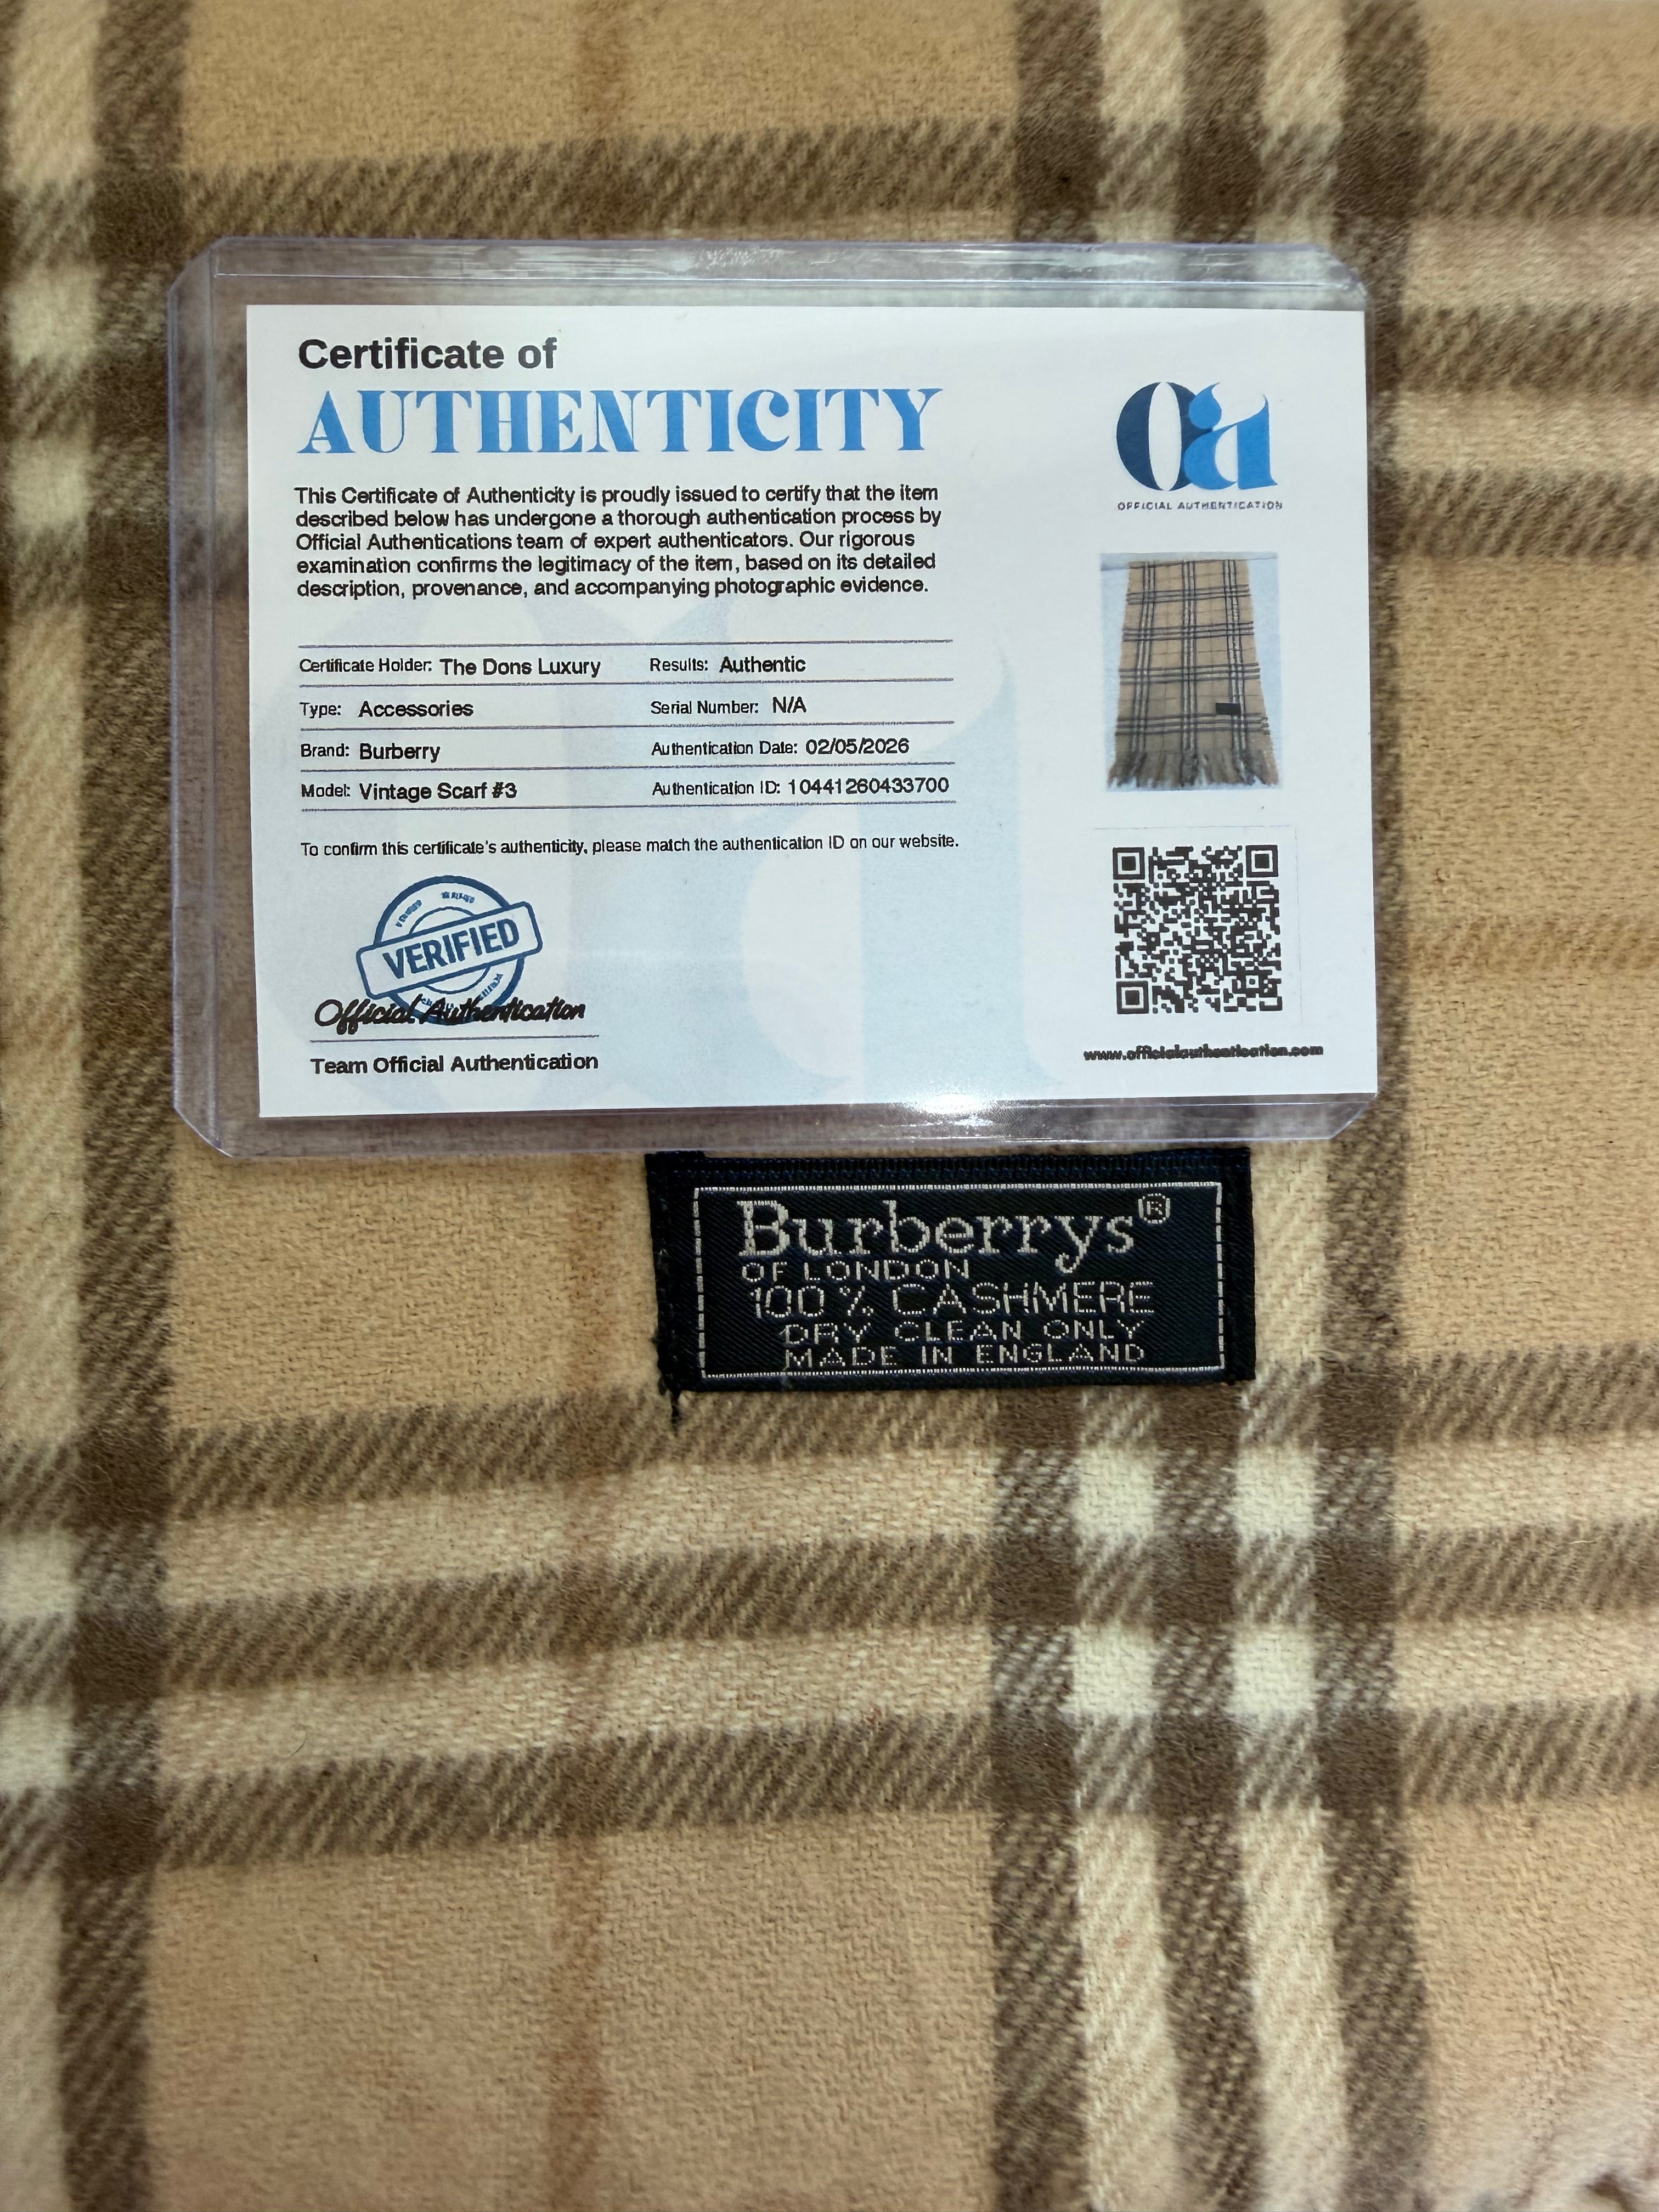 Certificate of
AUTHENTICITY
Oa
OFFICIAL AUTHENTICATION
This Certificate of Authenticity is proudly issued to certify that the item
described below has undergone a thorough authentication process by
Official Authentications team of expert authenticators. Our rigorous
examination confirms the legitimacy of the item, based on its detailed
description, provenance, and accompanying photographic evidence.
Certificate Holder: The Dons Luxury Results: Authentic
Type: Accessories Serial Number: N/A
Brand: Burberry Authentication Date: 02/05/2026
Model: Vintage Scarf #3 Authentication ID: 10441260433700
To confirm this certificate's authenticity, please match the authentication ID on our website.
VERIFIED
Official Authentication
Team Official Authentication
www.officialauthentication.com
Burberrys®
OF LONDON
100% CASHMERE
DRY CLEAN ONLY
MADE IN ENGLAND